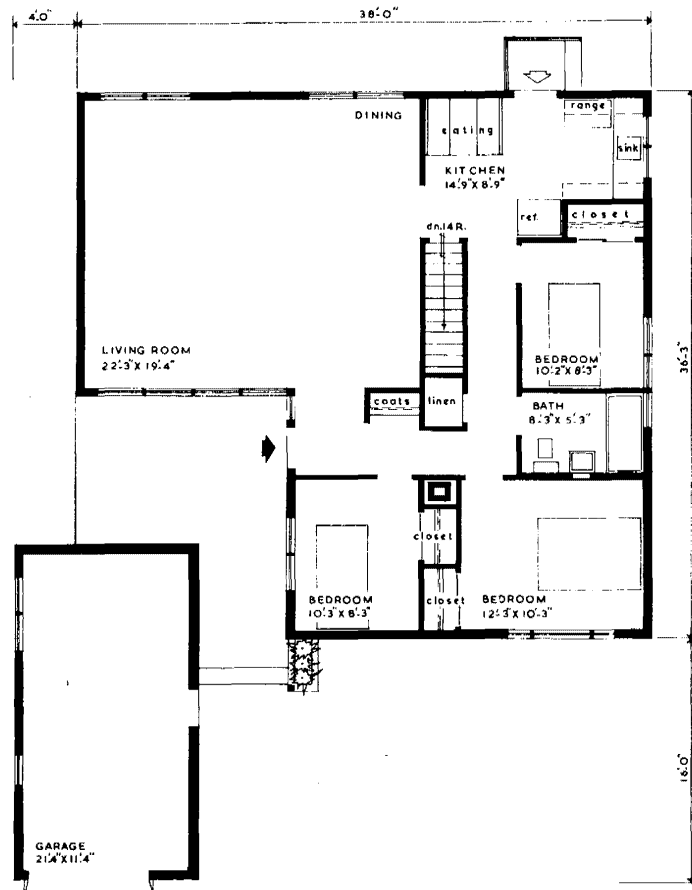 4'.0"
38'-0"
DINING
eating
range
sink
KITCHEN
14'.9"X 8'.9"
ref.
closet
dn.14R.
LIVING ROOM
22'.3"X 19'.4"
BEDROOM
10'.2"X 8'.3"
36'.3"
coats
linen
BATH
8'.3"X 5'.3"
closet
BEDROOM
10'.3"X 8'.3"
closet
BEDROOM
12'.3"X 10'.3"
16'.0"
GARAGE
21'.4"X 11'.4"